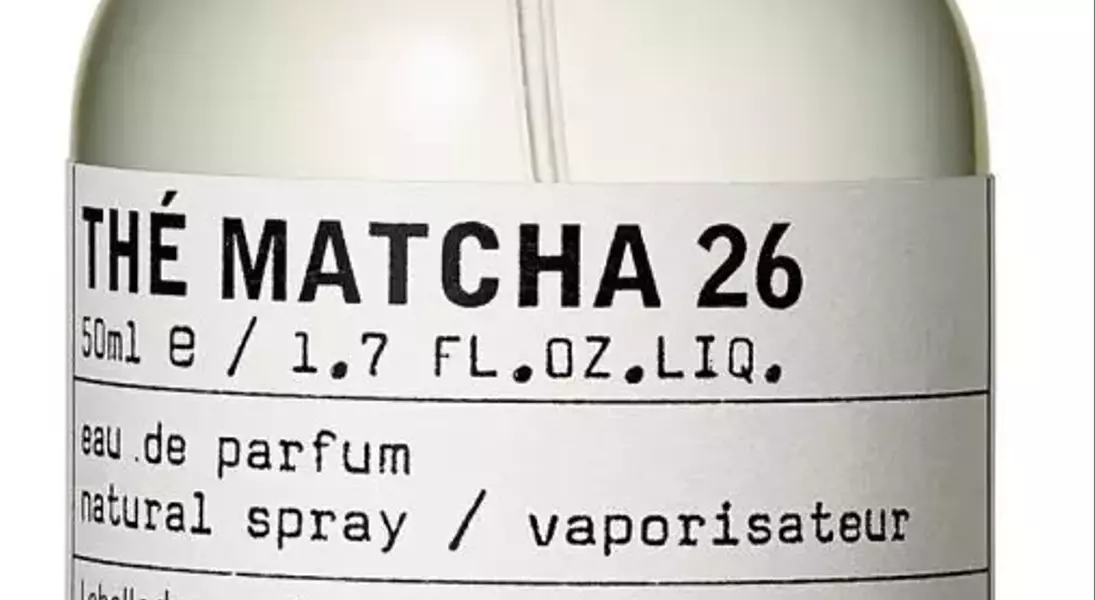 THÉ MATCHA 26
50ml e / 1.7 FL.OZ.LIQ.
eau de parfum
natural spray / vaporisateur